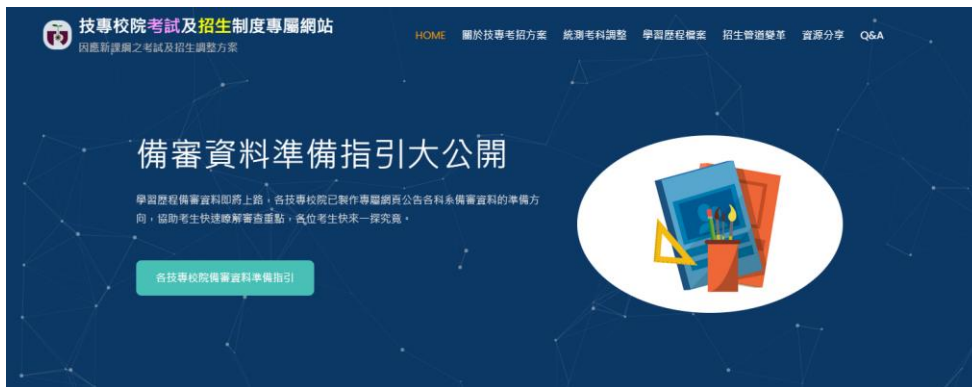 技專校院考試及招生制度專屬網站
因應新課綱之考試及招生調整方案
HOME 關於技專考招方案 統測考科調整 學習歷程檔案 招生管道變革 資源分享 Q&A
備審資料準備指引大公開
學習歷程備審資料即將上路，各技專校院已製作專屬網頁公告各科系備審資料的準備方
向，協助考生快速瞭解審查重點，各位考生快來一探究竟。
各技專校院備審資料準備指引